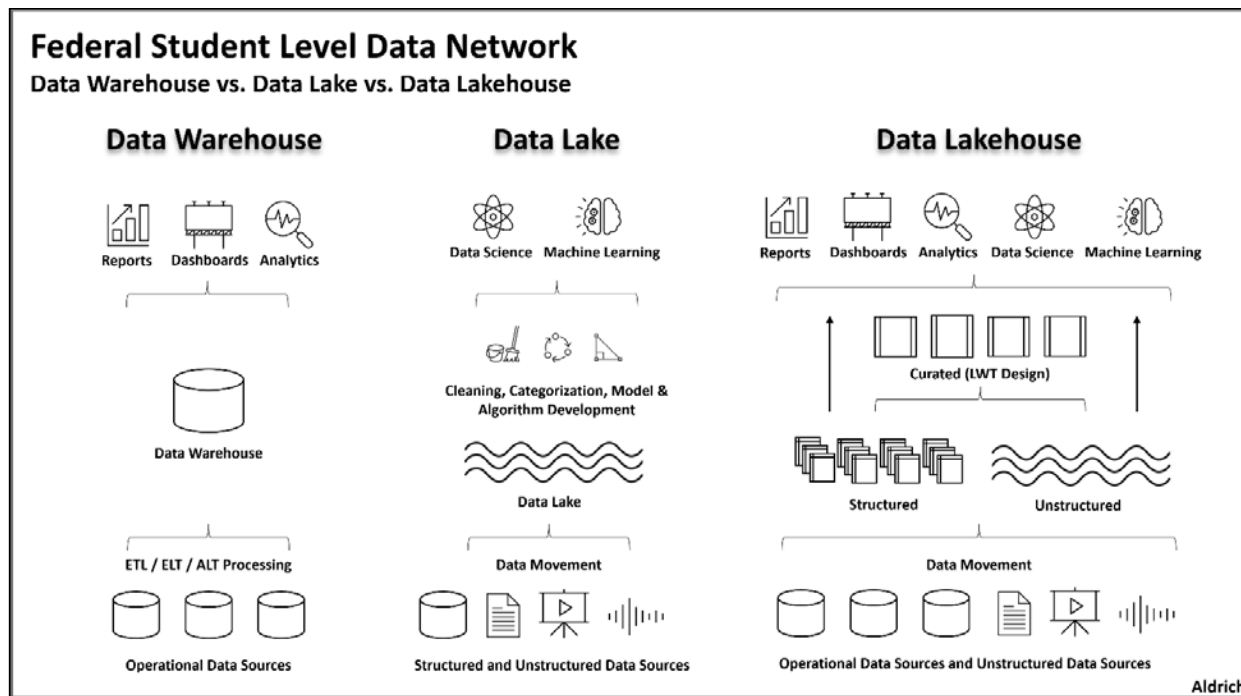 Federal Student Level Data Network
Data Warehouse vs. Data Lake vs. Data Lakehouse
Data Warehouse
Reports
Dashboards
Analytics
Data Warehouse
ETL / ELT / ALT Processing
Operational Data Sources
Data Lake
Data Science
Machine Learning
Cleaning, Categorization, Model &
Algorithm Development
Data Lake
Data Movement
Structured and Unstructured Data Sources
Data Lakehouse
Reports
Dashboards
Analytics
Data Science
Machine Learning
Curated (LWT Design)
Structured
Unstructured
Data Movement
Operational Data Sources and Unstructured Data Sources
Aldrich